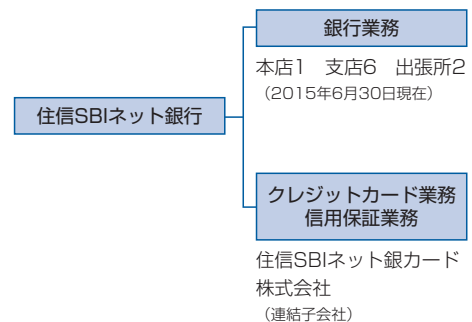 銀行業務
本店1　支店6　出張所2
（2015年6月30日現在）
住信SBIネット銀行
クレジットカード業務
信用保証業務
住信SBIネット銀カード
株式会社
（連結子会社）